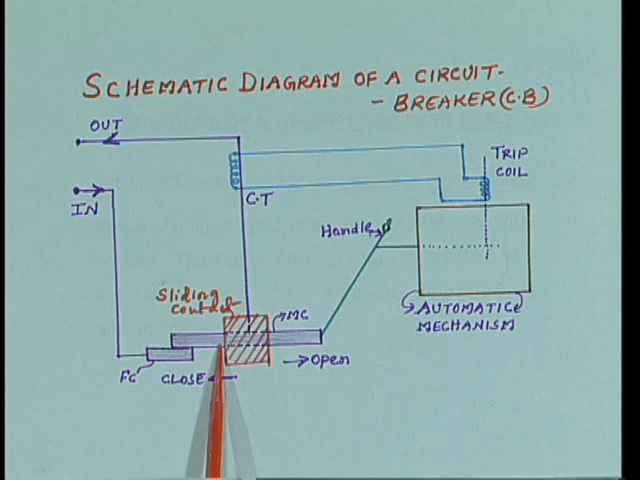 SCHEMATIC DIAGRAM OF A CIRCUIT-
- BREAKER (C.B)
OUT
TRIP
COIL
IN
C.T
Handle
Sliding
contact
MC
AUTOMATICE
MECHANISM
OPEN
FC
CLOSE